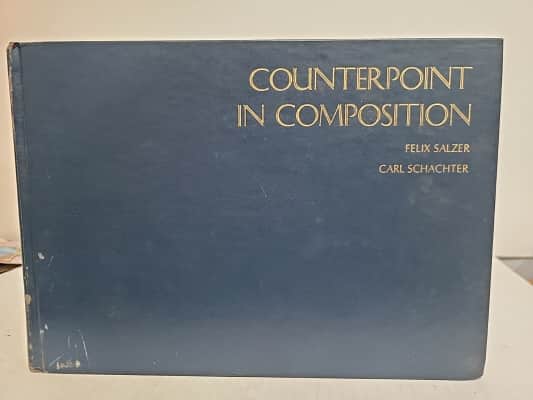 COUNTERPOINT
IN COMPOSITION
FELIX SALZER
CARL SCHACHTER